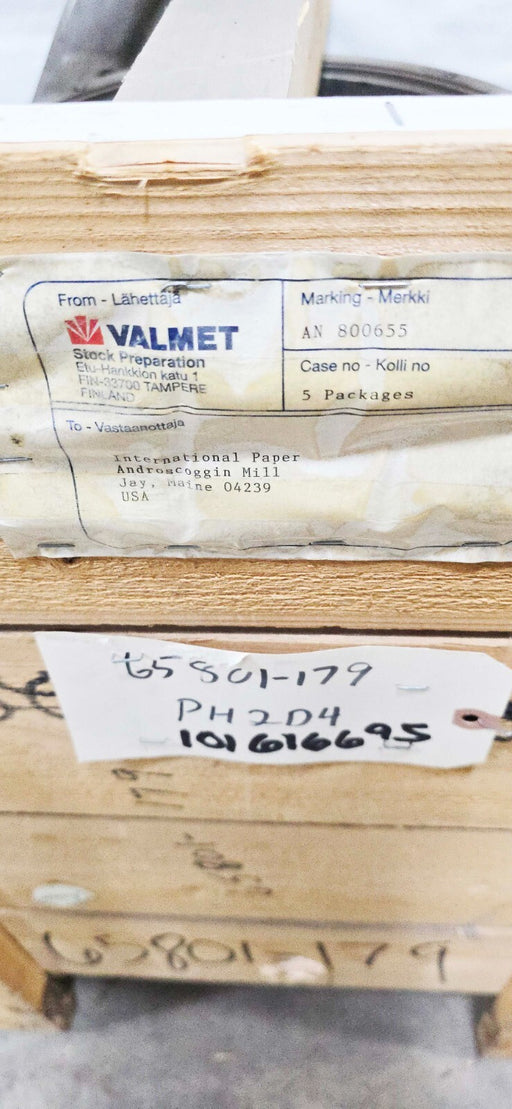 From - Lähettäjä
VALMET
Stock Preparation
Etu-Hankkion katu 1
FIN-33700 TAMPERE
FINLAND
Marking - Merkki
AN 800655
Case no - Kolli no
5 Packages
To - Vastaanottaja
International Paper
Androscoggin Mill
Jay, Maine 04239
USA
65801-179
PH2D4
101616695
179
65801-179